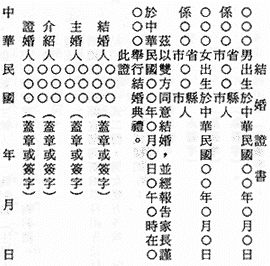 結婚證書
○○○男出生於中華民國○○年○月○日
係○○省市○○縣市人
○○○女出生於中華民國○○年○月○日
係○○省市○○縣市人
茲以雙方同意結婚，並經報告家長謹
於中華民國○○年○月○日○午○時在○
○○○舉行結婚典禮。
此證
結婚人○○○○（蓋章或簽字）
主婚人○○○○（蓋章或簽字）
介紹人○○○○（蓋章或簽字）
證婚人○○○○（蓋章或簽字）
中華民國　年　月　日